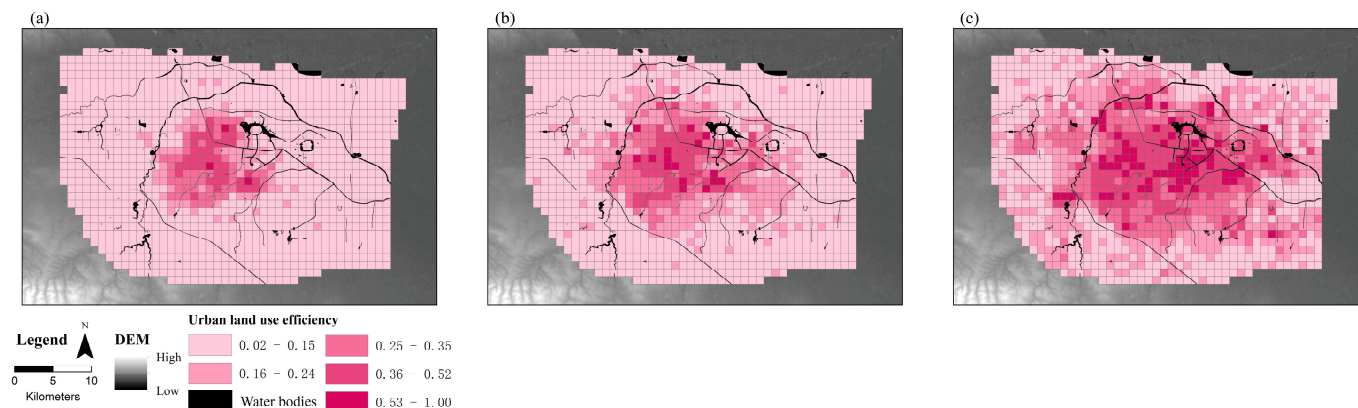 (a)
(b)
(c)
Legend
N
0 5 10
Kilometers
DEM
High
Low
Urban land use efficiency
0.02 - 0.15
0.16 - 0.24
Water bodies
0.25 - 0.35
0.36 - 0.52
0.53 - 1.00